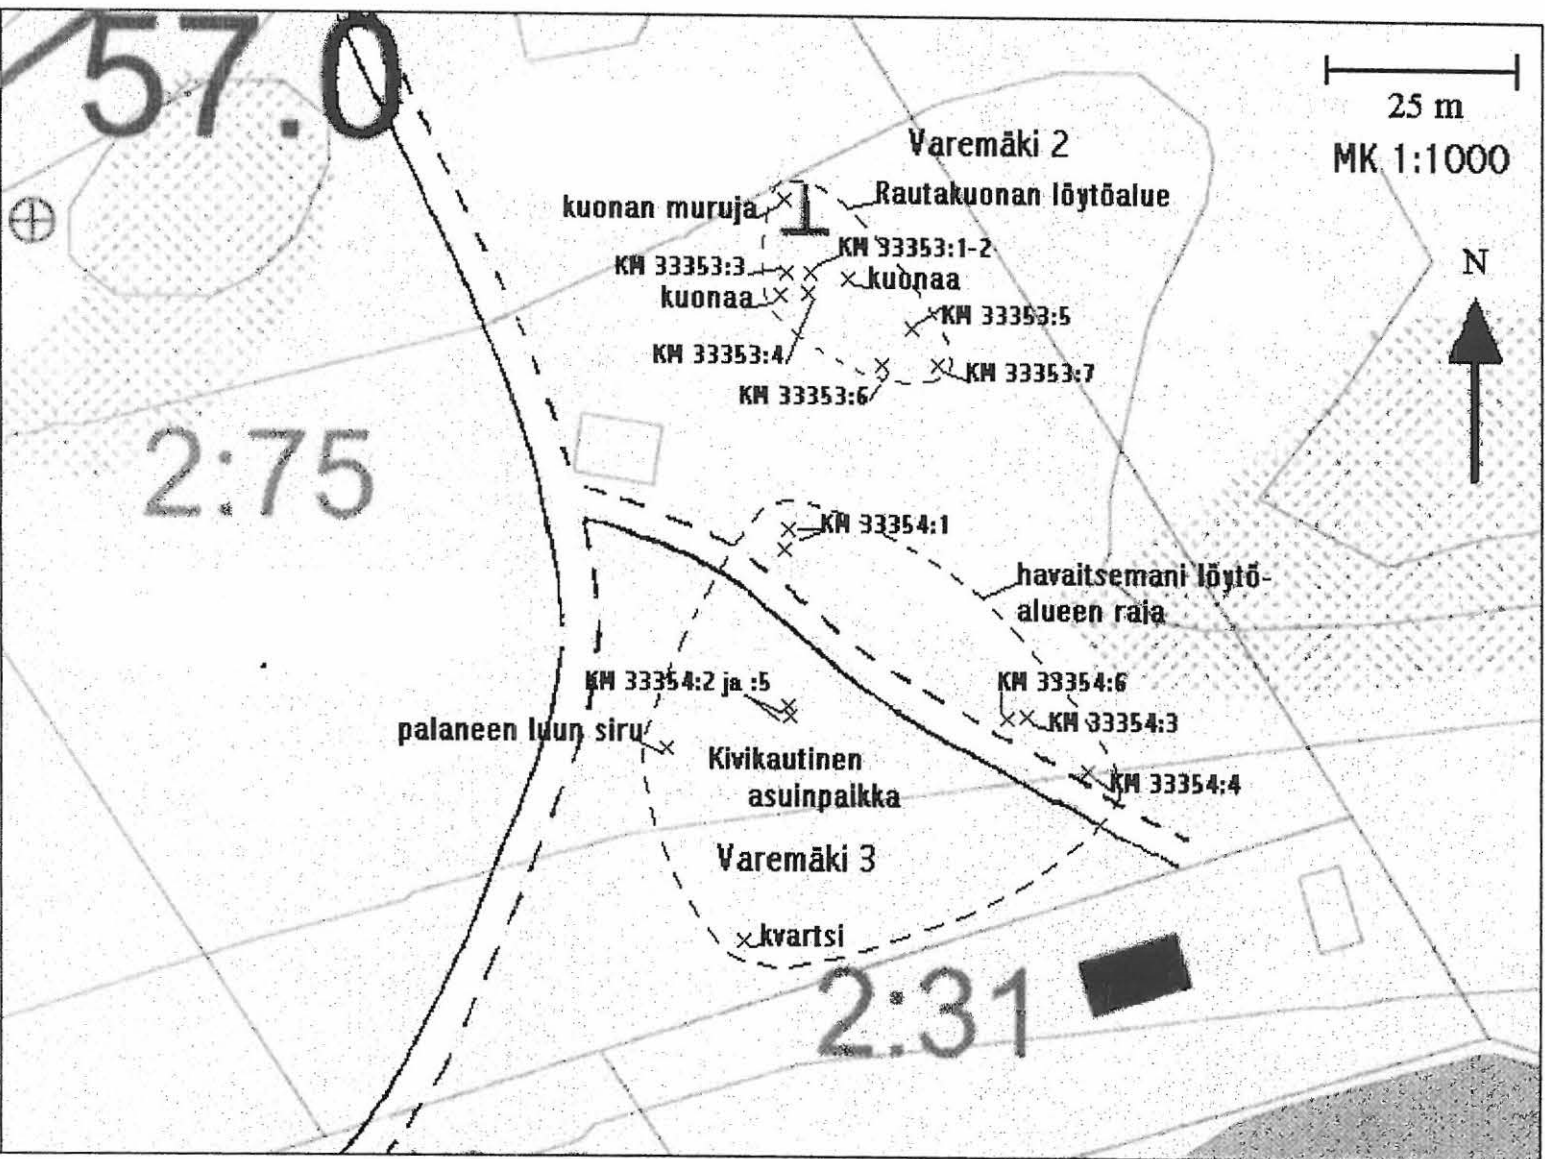 57.0
25 m
MK 1:1000
Varemäki 2
Rautakuonan löytöalue
kuonan muruja
1
KM 33353:1-2
KM 33353:3
kuonaa
kuonaa
N
KM 33353:5
KM 33353:4
KM 33353:7
KM 33353:6
2:75
KM 33354:1
havaitsemani löytö-
alueen raja
KM 33354:2 ja :5
KM 33354:6
KM 33354:3
palaneen luun siru
Kivikautinen
asuinpaikka
KM 33354:4
Varemäki 3
kvartsi
2:31